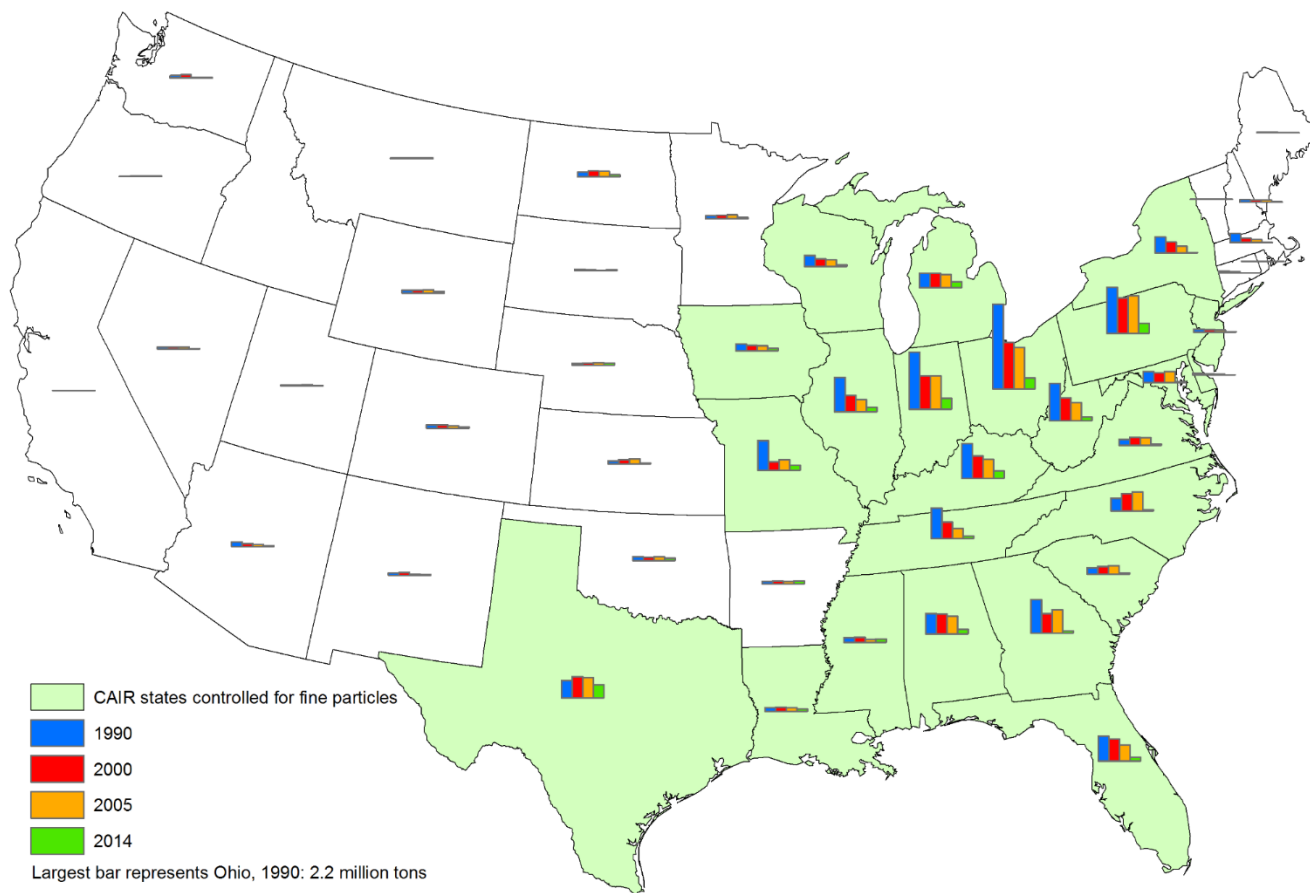 CAIR states controlled for fine particles
1990
2000
2005
2014
Largest bar represents Ohio, 1990: 2.2 million tons